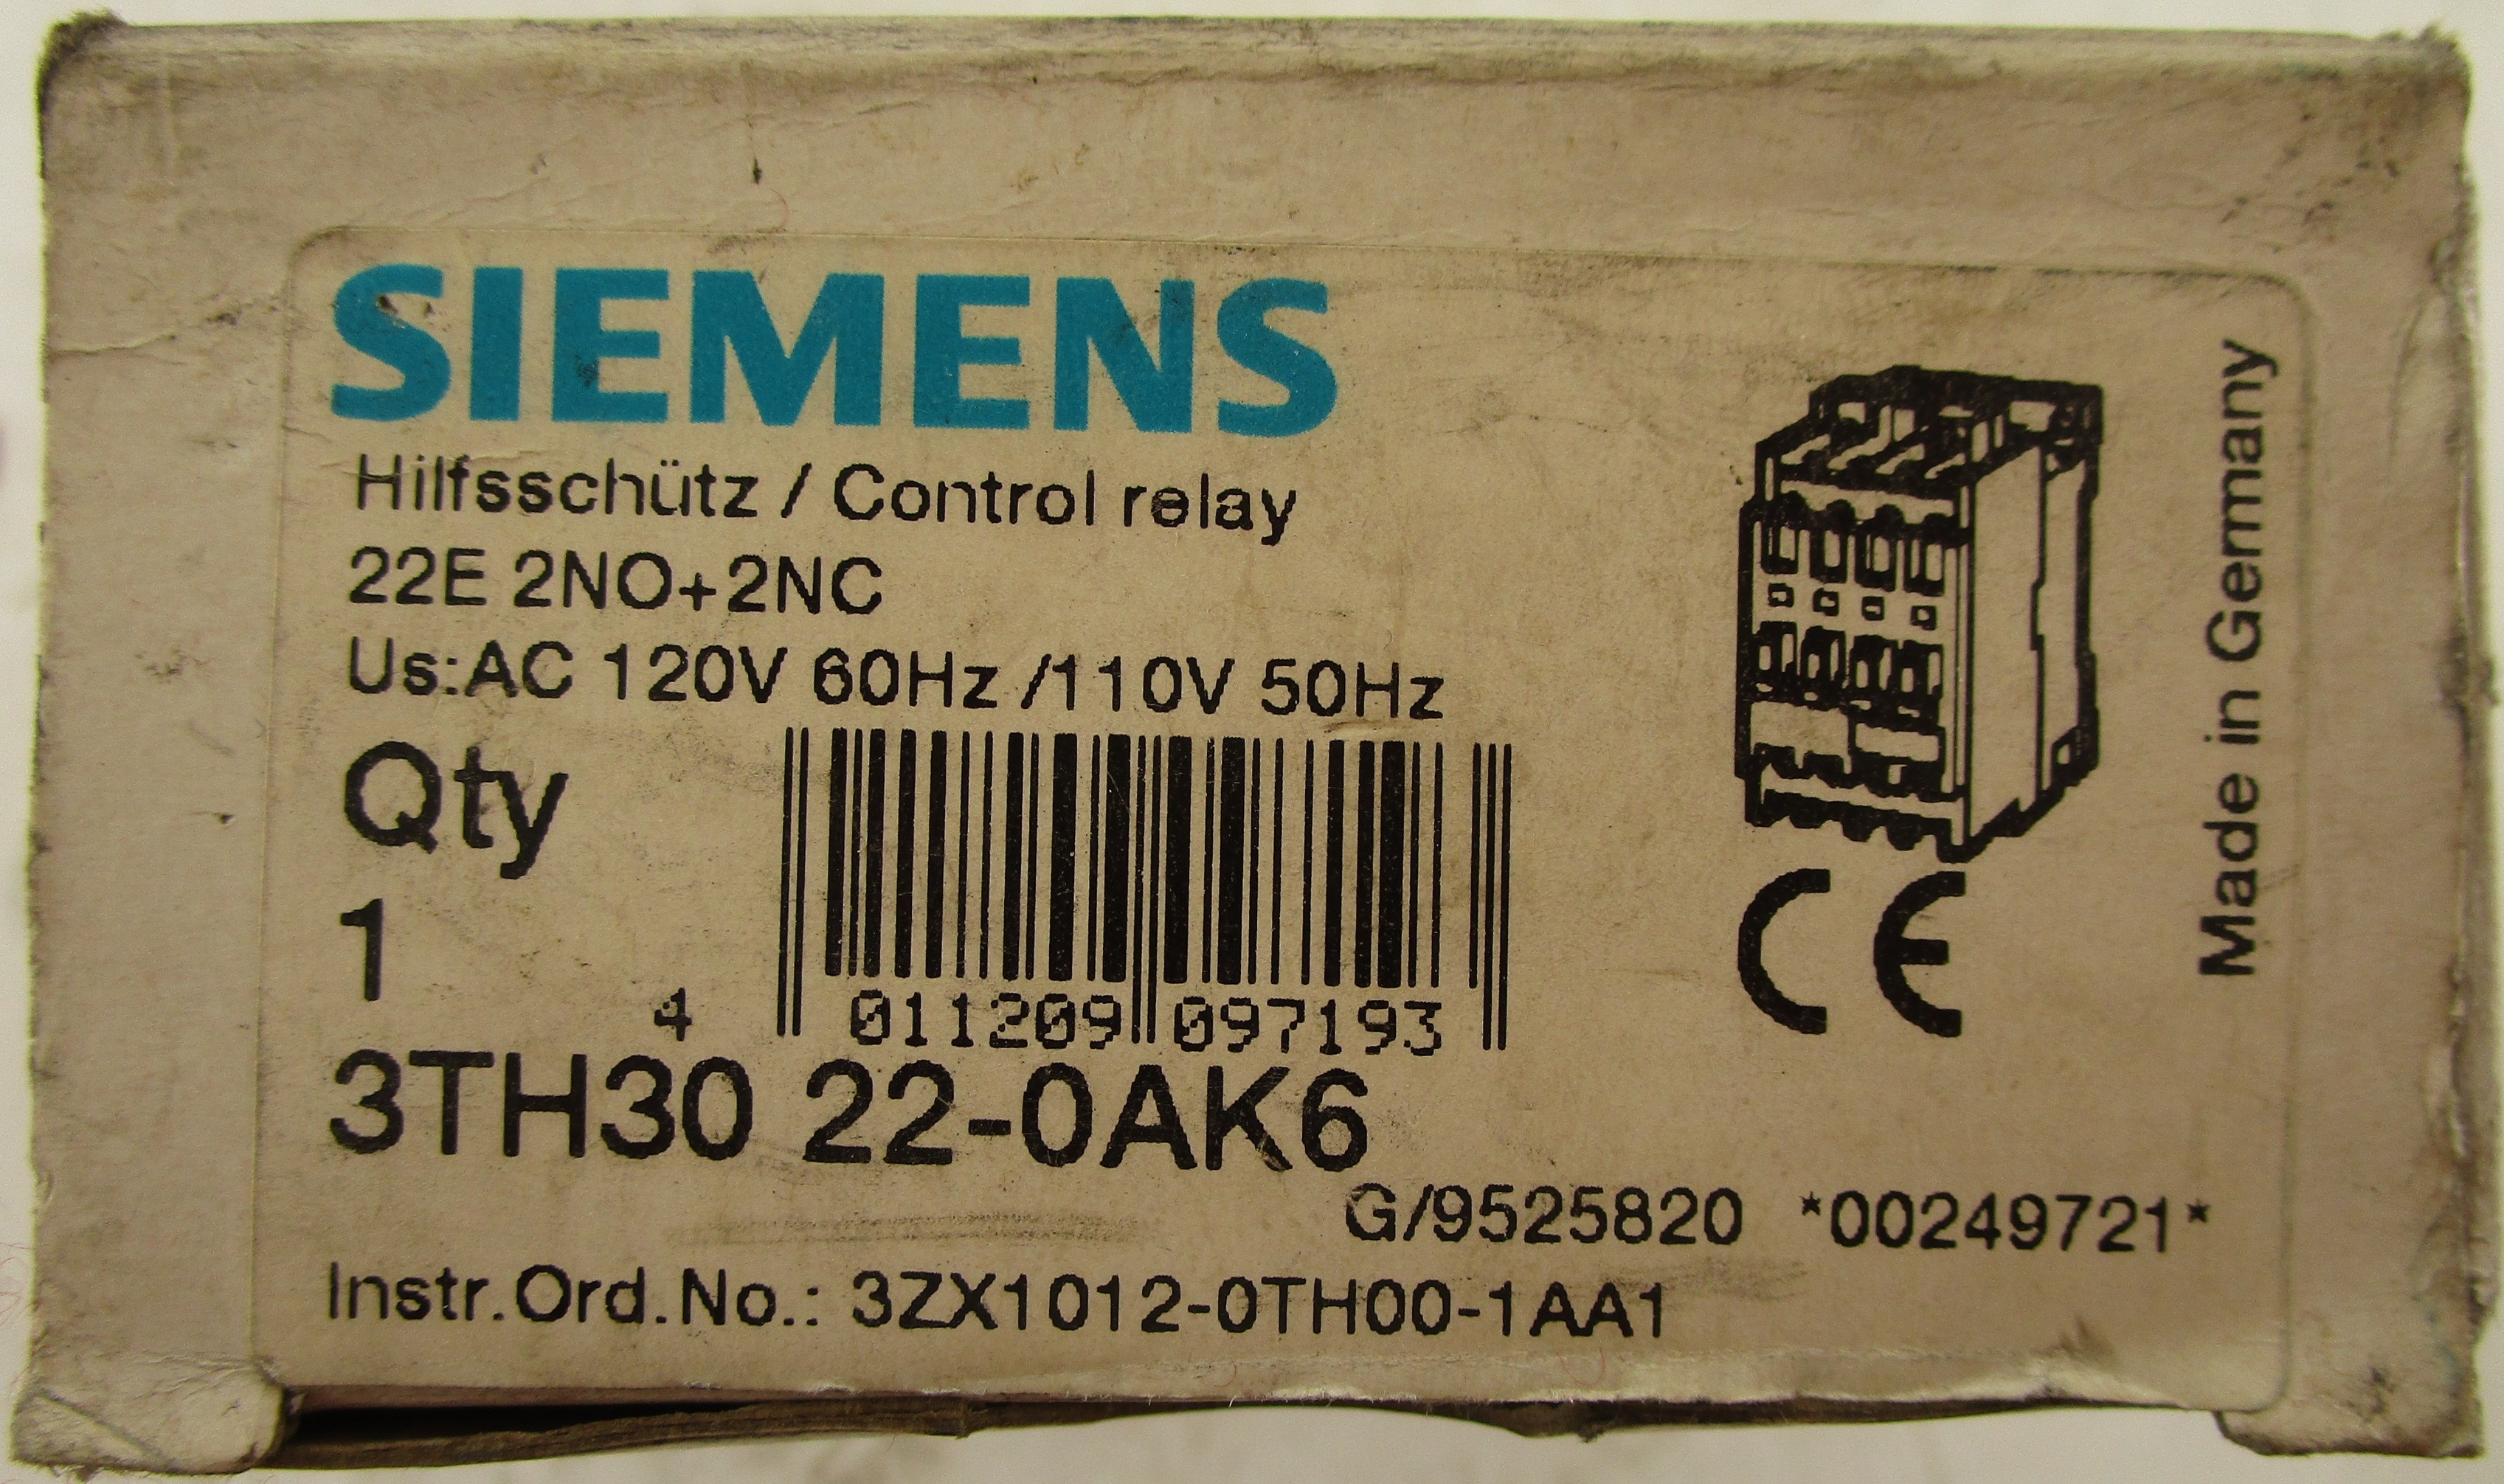 SIEMENS
Hilfsschütz / Control relay
22E 2NO+2NC
Us:AC 120V 60Hz /110V 50Hz
Qty
1
4 011209 097193
3TH30 22-0AK6
G/9525820 *00249721*
Instr.Ord.No.: 3ZX1012-0TH00-1AA1
CE
Made in Germany